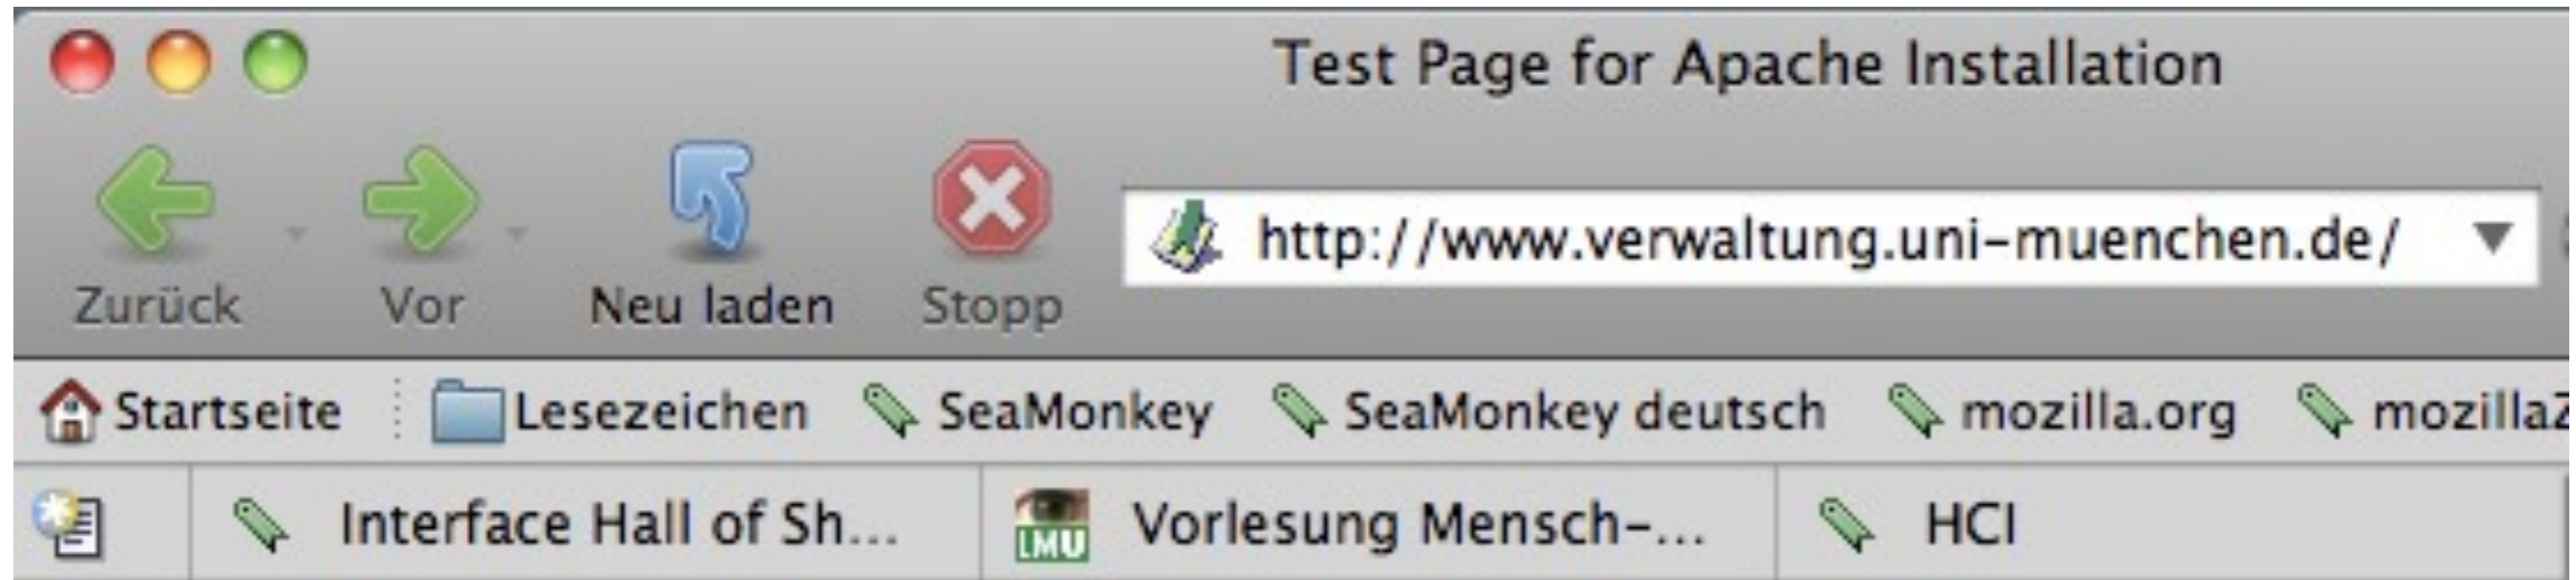 Test Page for Apache Installation
http://www.verwaltung.uni-muenchen.de/
Zurück Vor Neu laden Stopp
Startseite Lesezeichen SeaMonkey SeaMonkey deutsch mozilla.org mozillaZ
Interface Hall of Sh... LMU Vorlesung Mensch-... HCI